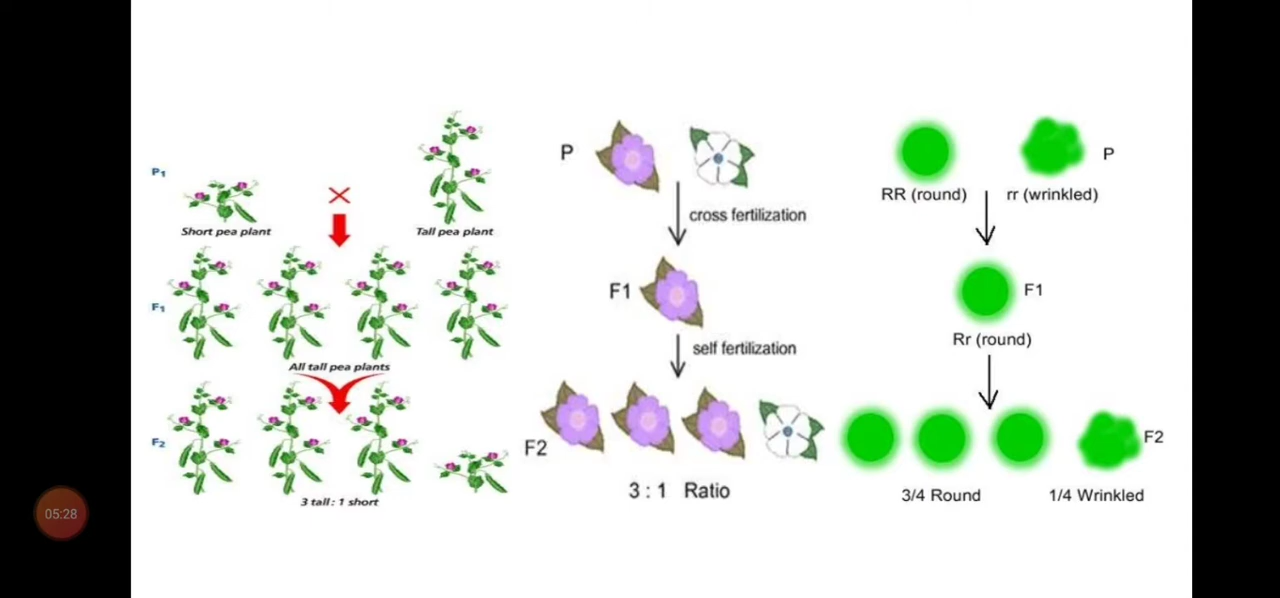 P1
Short pea plant
Tall pea plant
F1
All tall pea plants
F2
3 tall : 1 short
P
cross fertilization
F1
self fertilization
F2
3 : 1 Ratio
P
RR (round)
rr (wrinkled)
F1
Rr (round)
F2
3/4 Round
1/4 Wrinkled
05:28